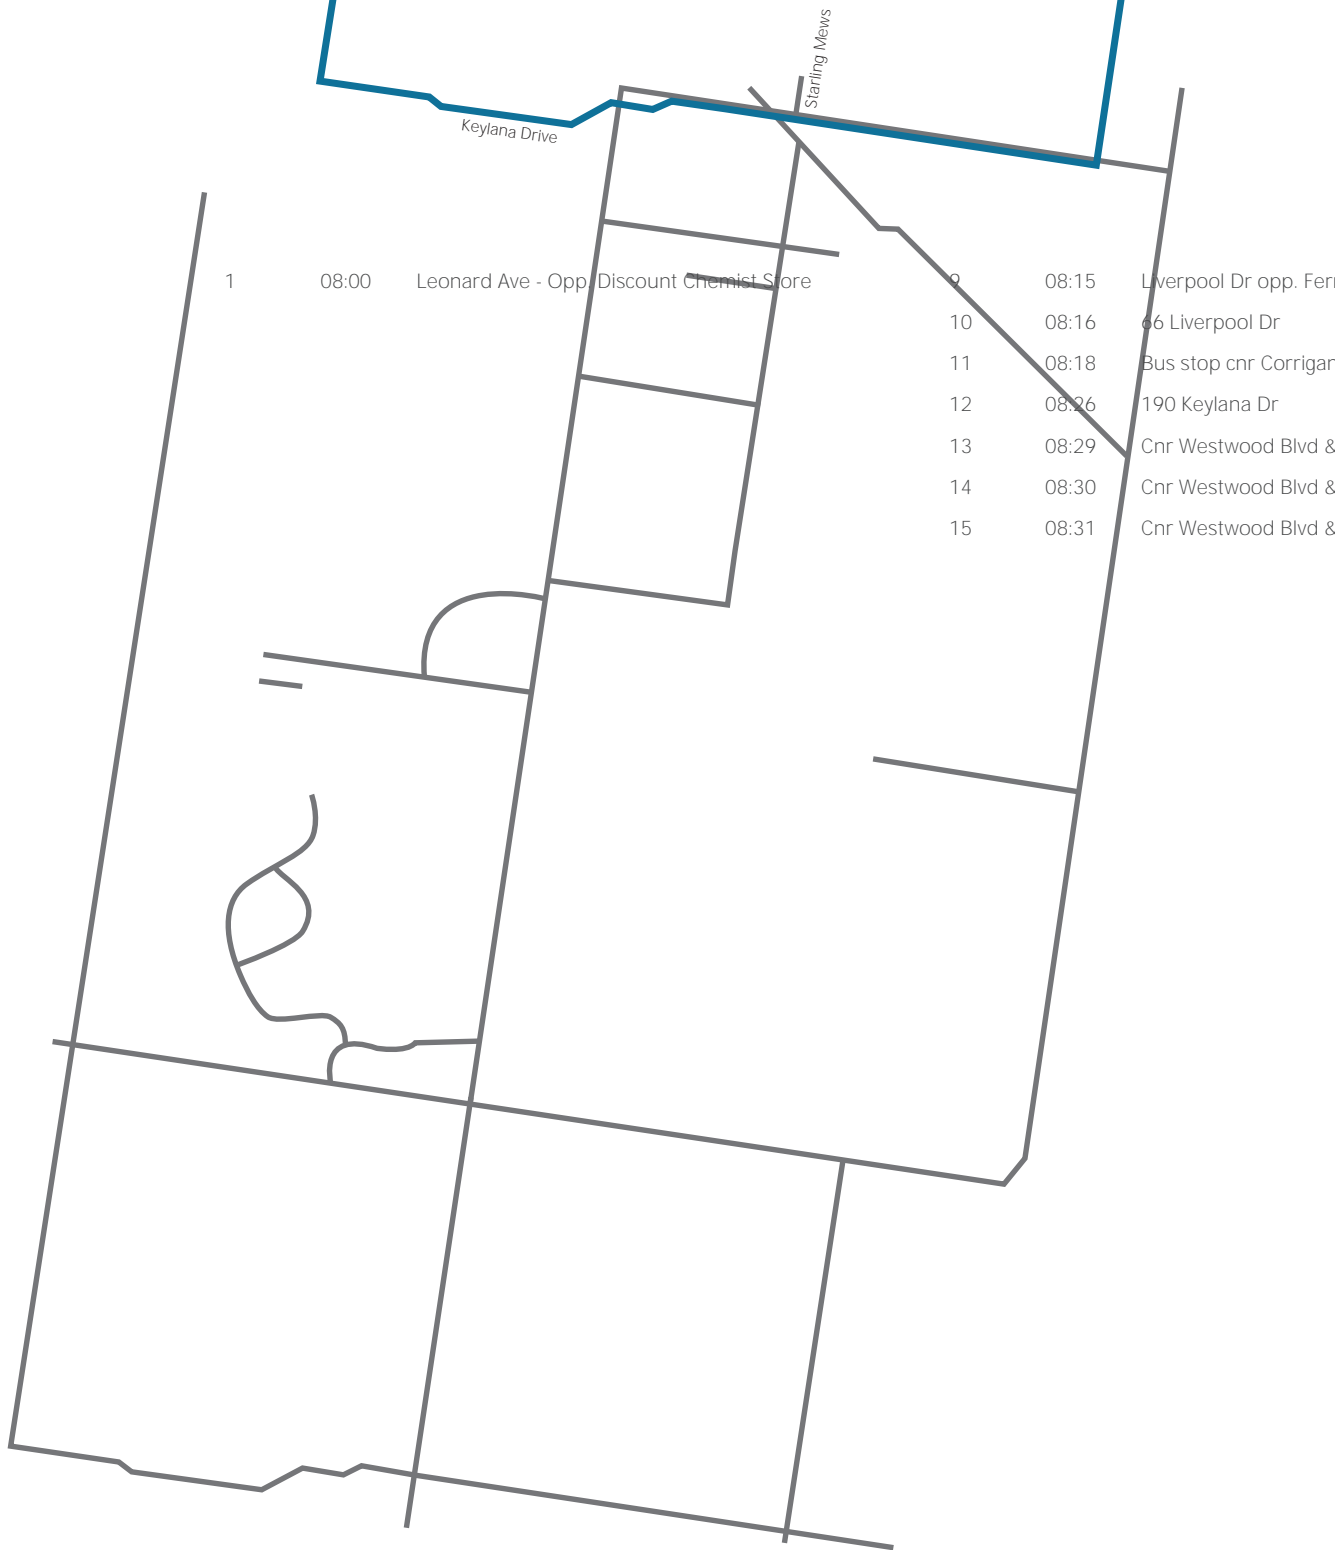 Starling Mews
Keylana Drive
1 08:00 Leonard Ave - Opp. Discount Chemist Store
9 08:15 Liverpool Dr opp.
10 08:16 66 Liverpool Dr
11 08:18 Bus stop cnr
12 08:26 190 Keylana Dr
13 08:29 Cnr Westwood Blvd &
14 08:30 Cnr Westwood Blvd &
15 08:31 Cnr Westwood Blvd &